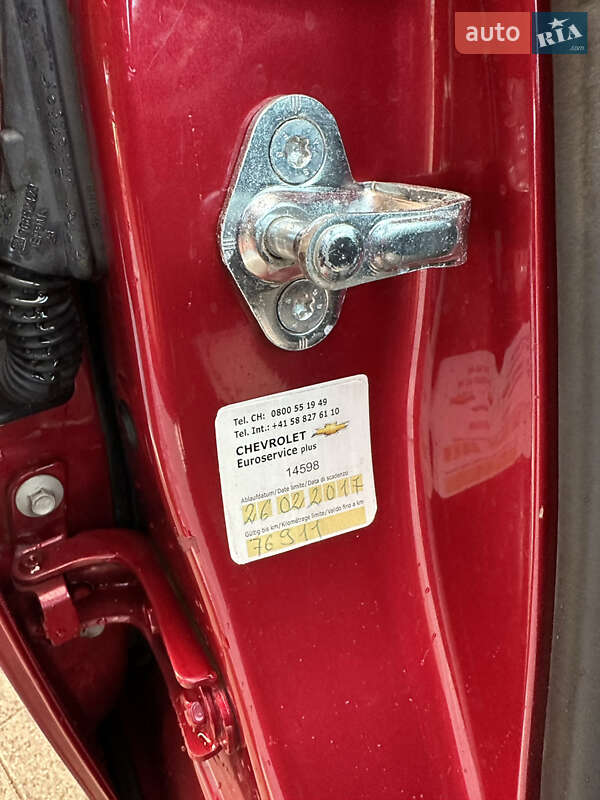 auto RIA .com
Tel. CH: 0800 55 19 49
Tel. Int.: +41 58 827 61 10
CHEVROLET
Euroservice plus
14598
Ablaufdatum/Date limite/Data di scadenza
26 02 2017
Gültig bis km/Kilométrage limite/Valido fino a km
76911